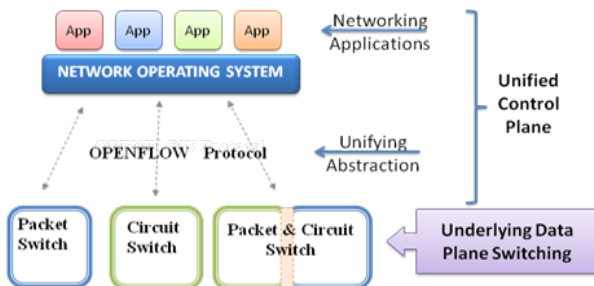 App App App App
Networking
Applications
NETWORK OPERATING SYSTEM
Unified
Control
Plane
OPENFLOW Protocol
Unifying
Abstraction
Packet
Switch
Circuit
Switch
Packet & Circuit
Switch
Underlying Data
Plane Switching